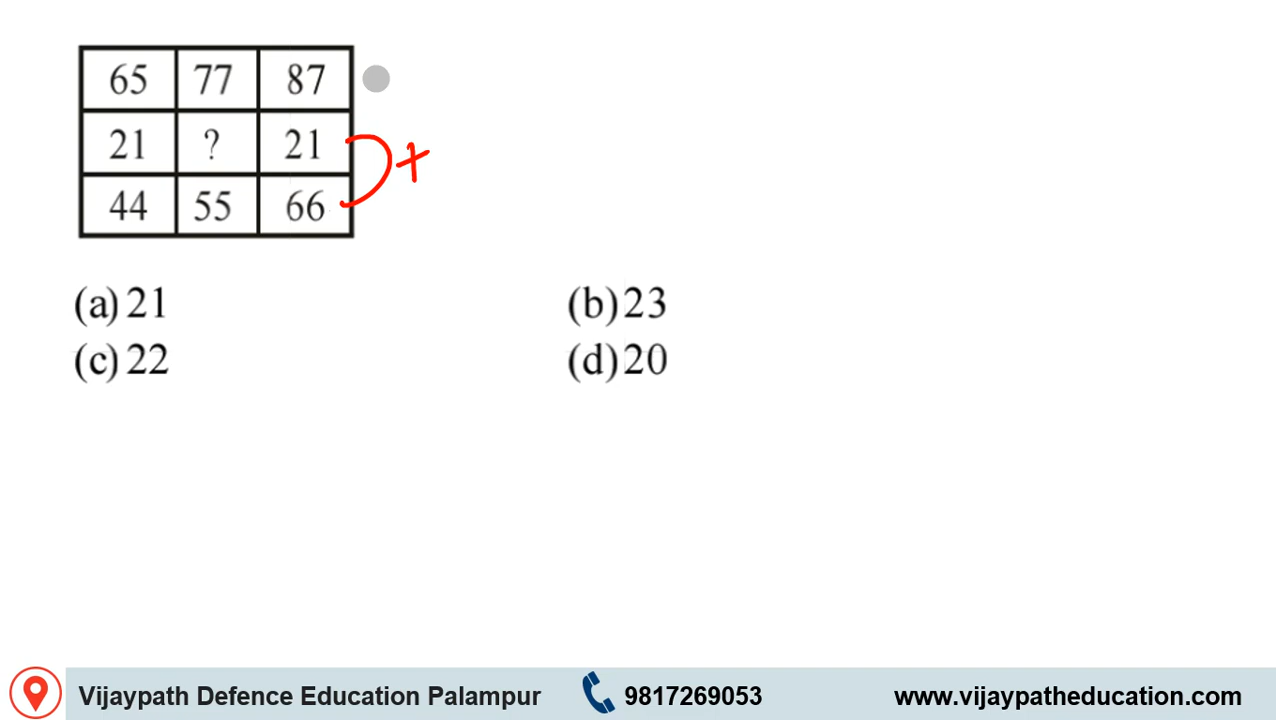 65 77 87
21 ? 21
+
44 55 66
(a) 21 (b) 23
(c) 22 (d) 20
Vijaypath Defence Education Palampur 9817269053 www.vijaypatheducation.com